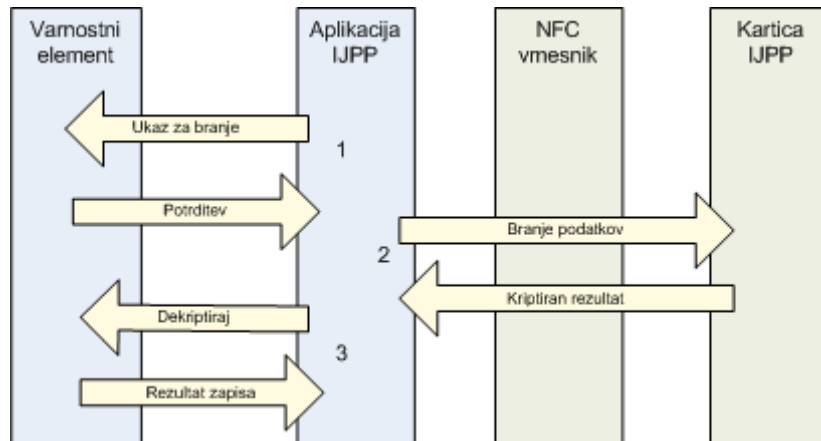 Varnostni
element
Aplikacija
IJPP
NFC
vmesnik
Kartica
IJPP
Ukaz za branje
1
Potrditev
Branje podatkov
2
Kriptiran rezultat
Dekriptiraj
3
Rezultat zapisa